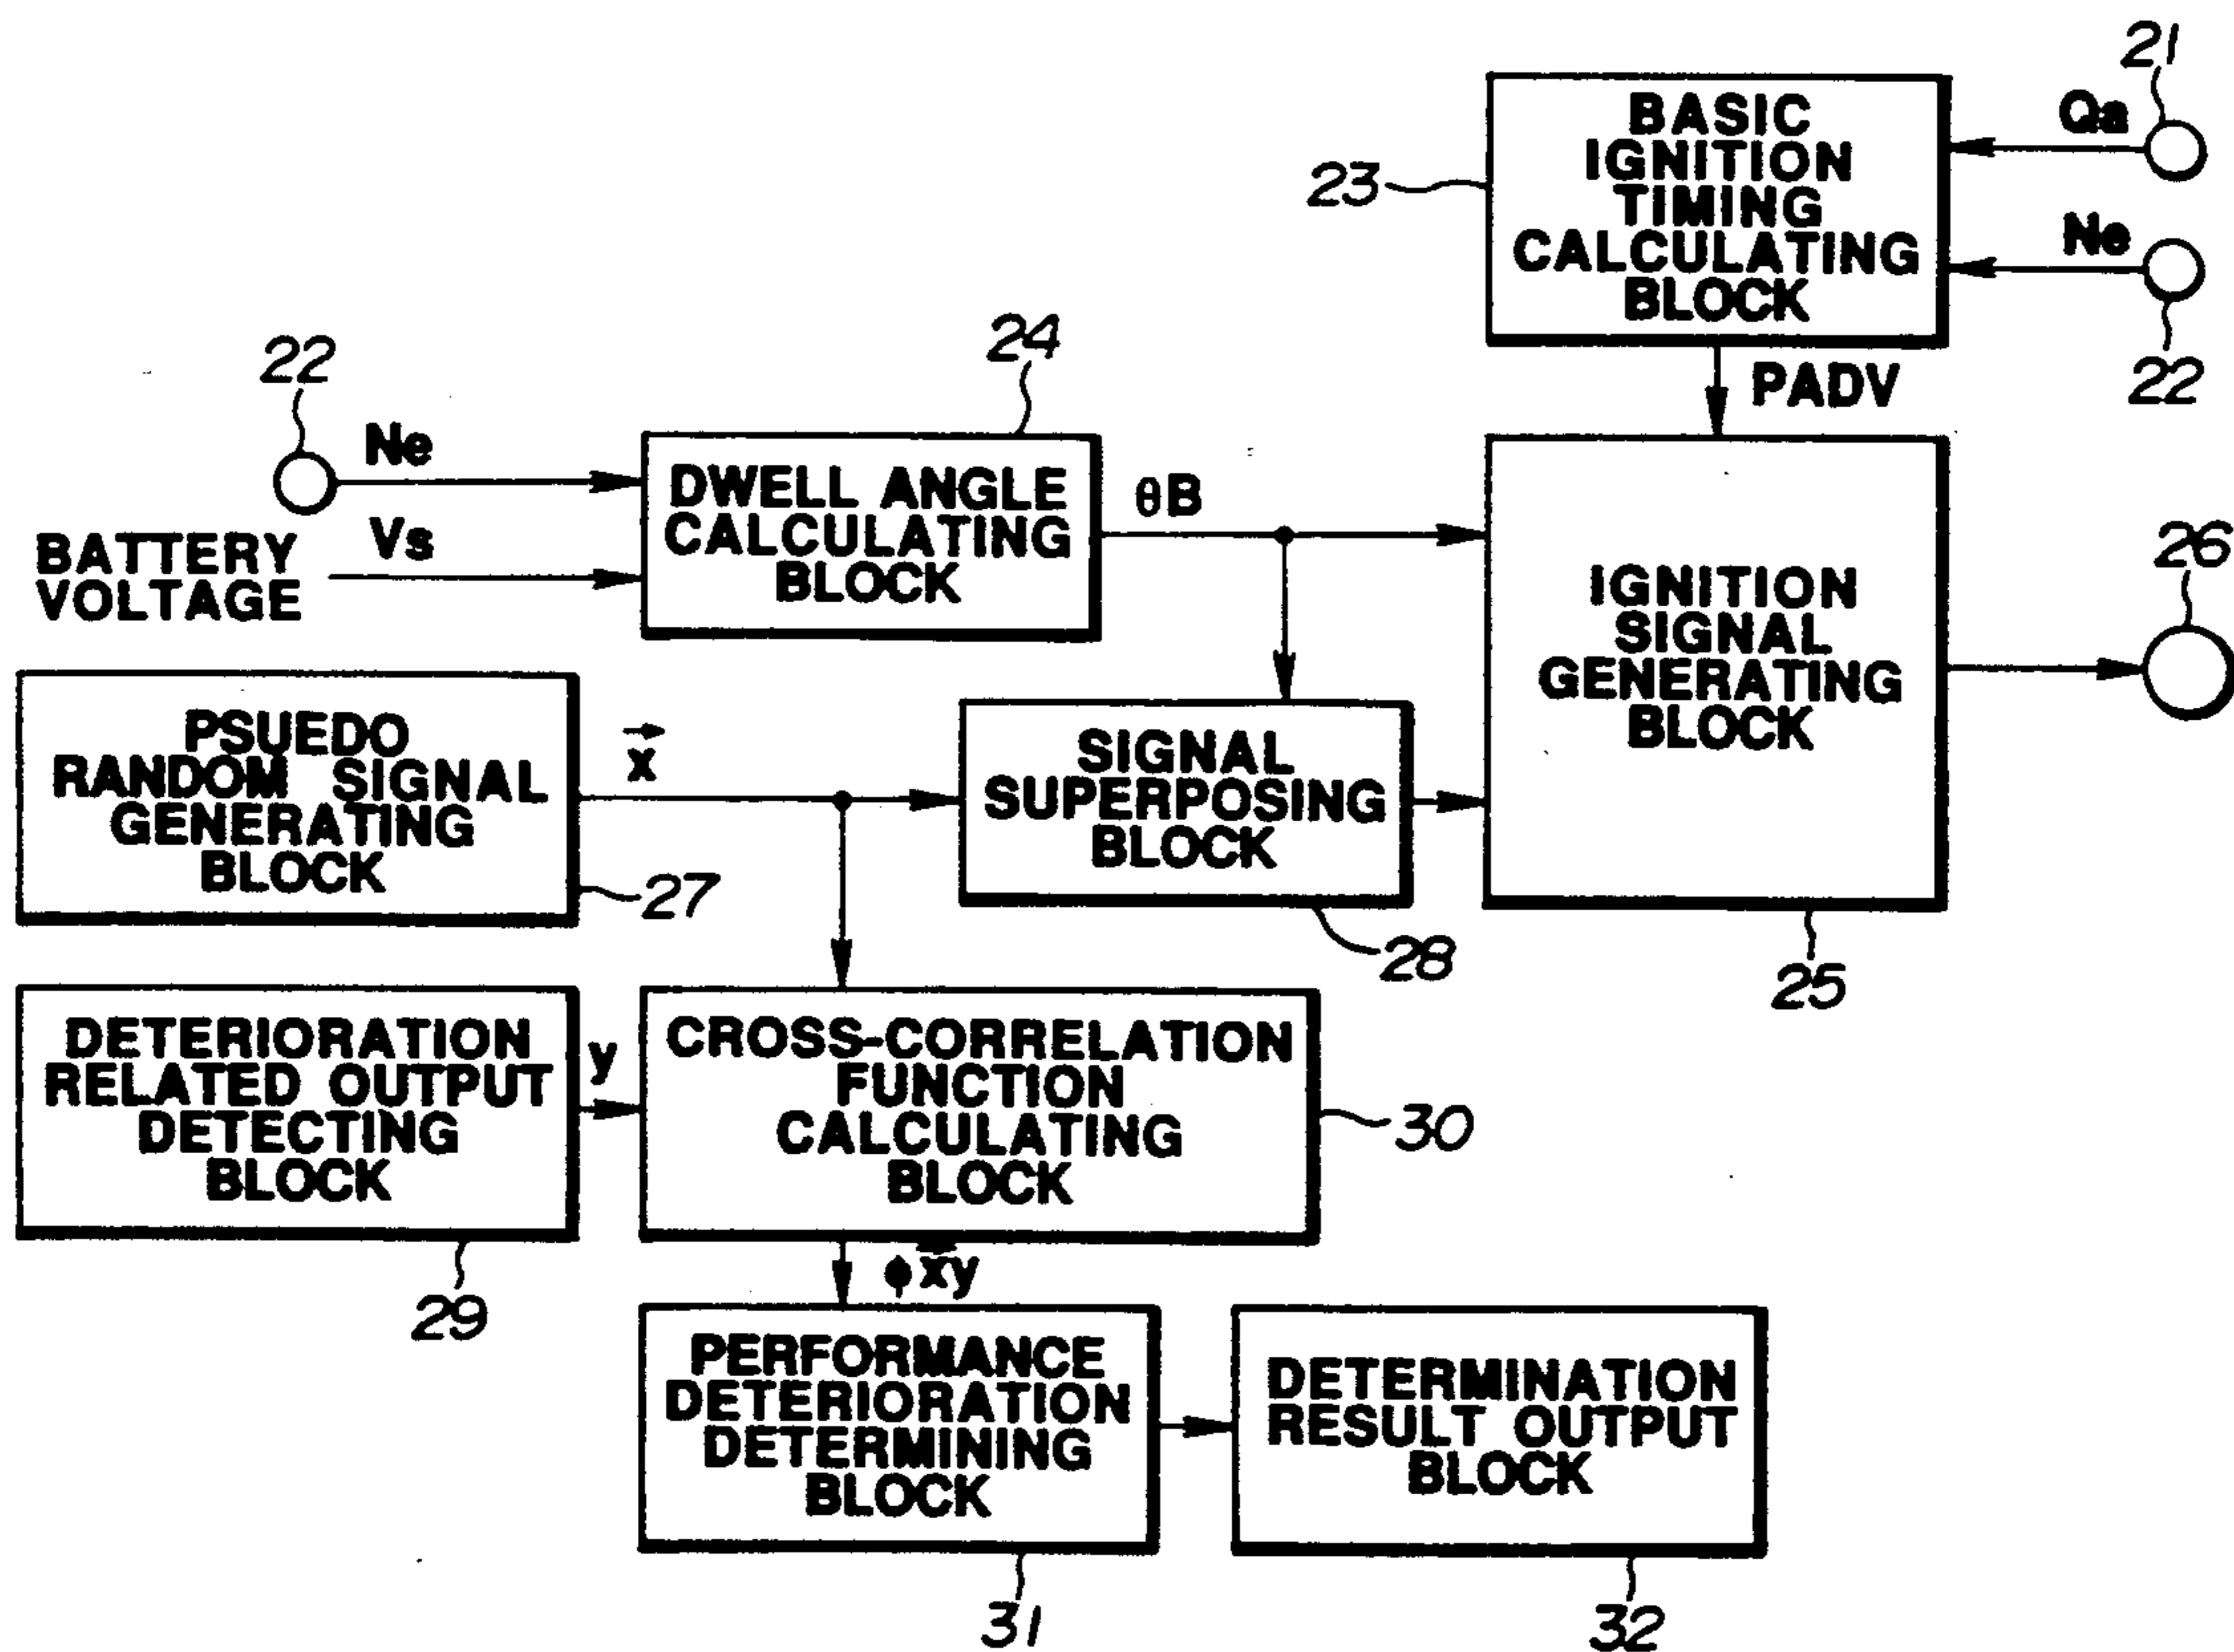 21
Qa
BASIC
IGNITION
TIMING
CALCULATING
BLOCK
23
Ne
22
PADV
22
Ne
24
DWELL ANGLE
CALCULATING
BLOCK
θB
BATTERY
VOLTAGE
Vs
IGNITION
SIGNAL
GENERATING
BLOCK
26
25
PSUEDO
RANDOM SIGNAL
GENERATING
BLOCK
27
x⃗
SIGNAL
SUPERPOSING
BLOCK
28
DETERIORATION
RELATED OUTPUT
DETECTING
BLOCK
29
y
CROSS-CORRELATION
FUNCTION
CALCULATING
BLOCK
30
ϕ x⃗y
PERFORMANCE
DETERIORATION
DETERMINING
BLOCK
31
DETERMINATION
RESULT OUTPUT
BLOCK
32